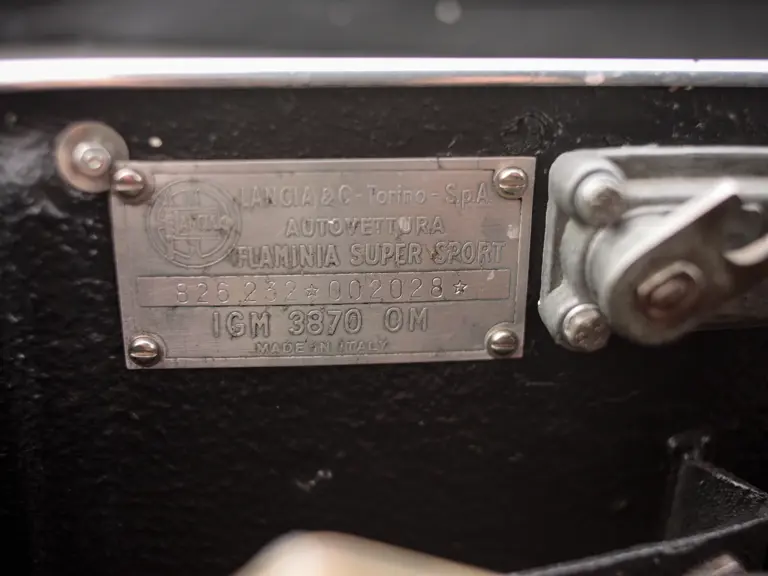 LANCIA & C - Torino - S.p.A.
AUTOVETTURA
FLAMINIA SUPER SPORT
826.232★002028★
IGM 3870 OM
MADE IN ITALY